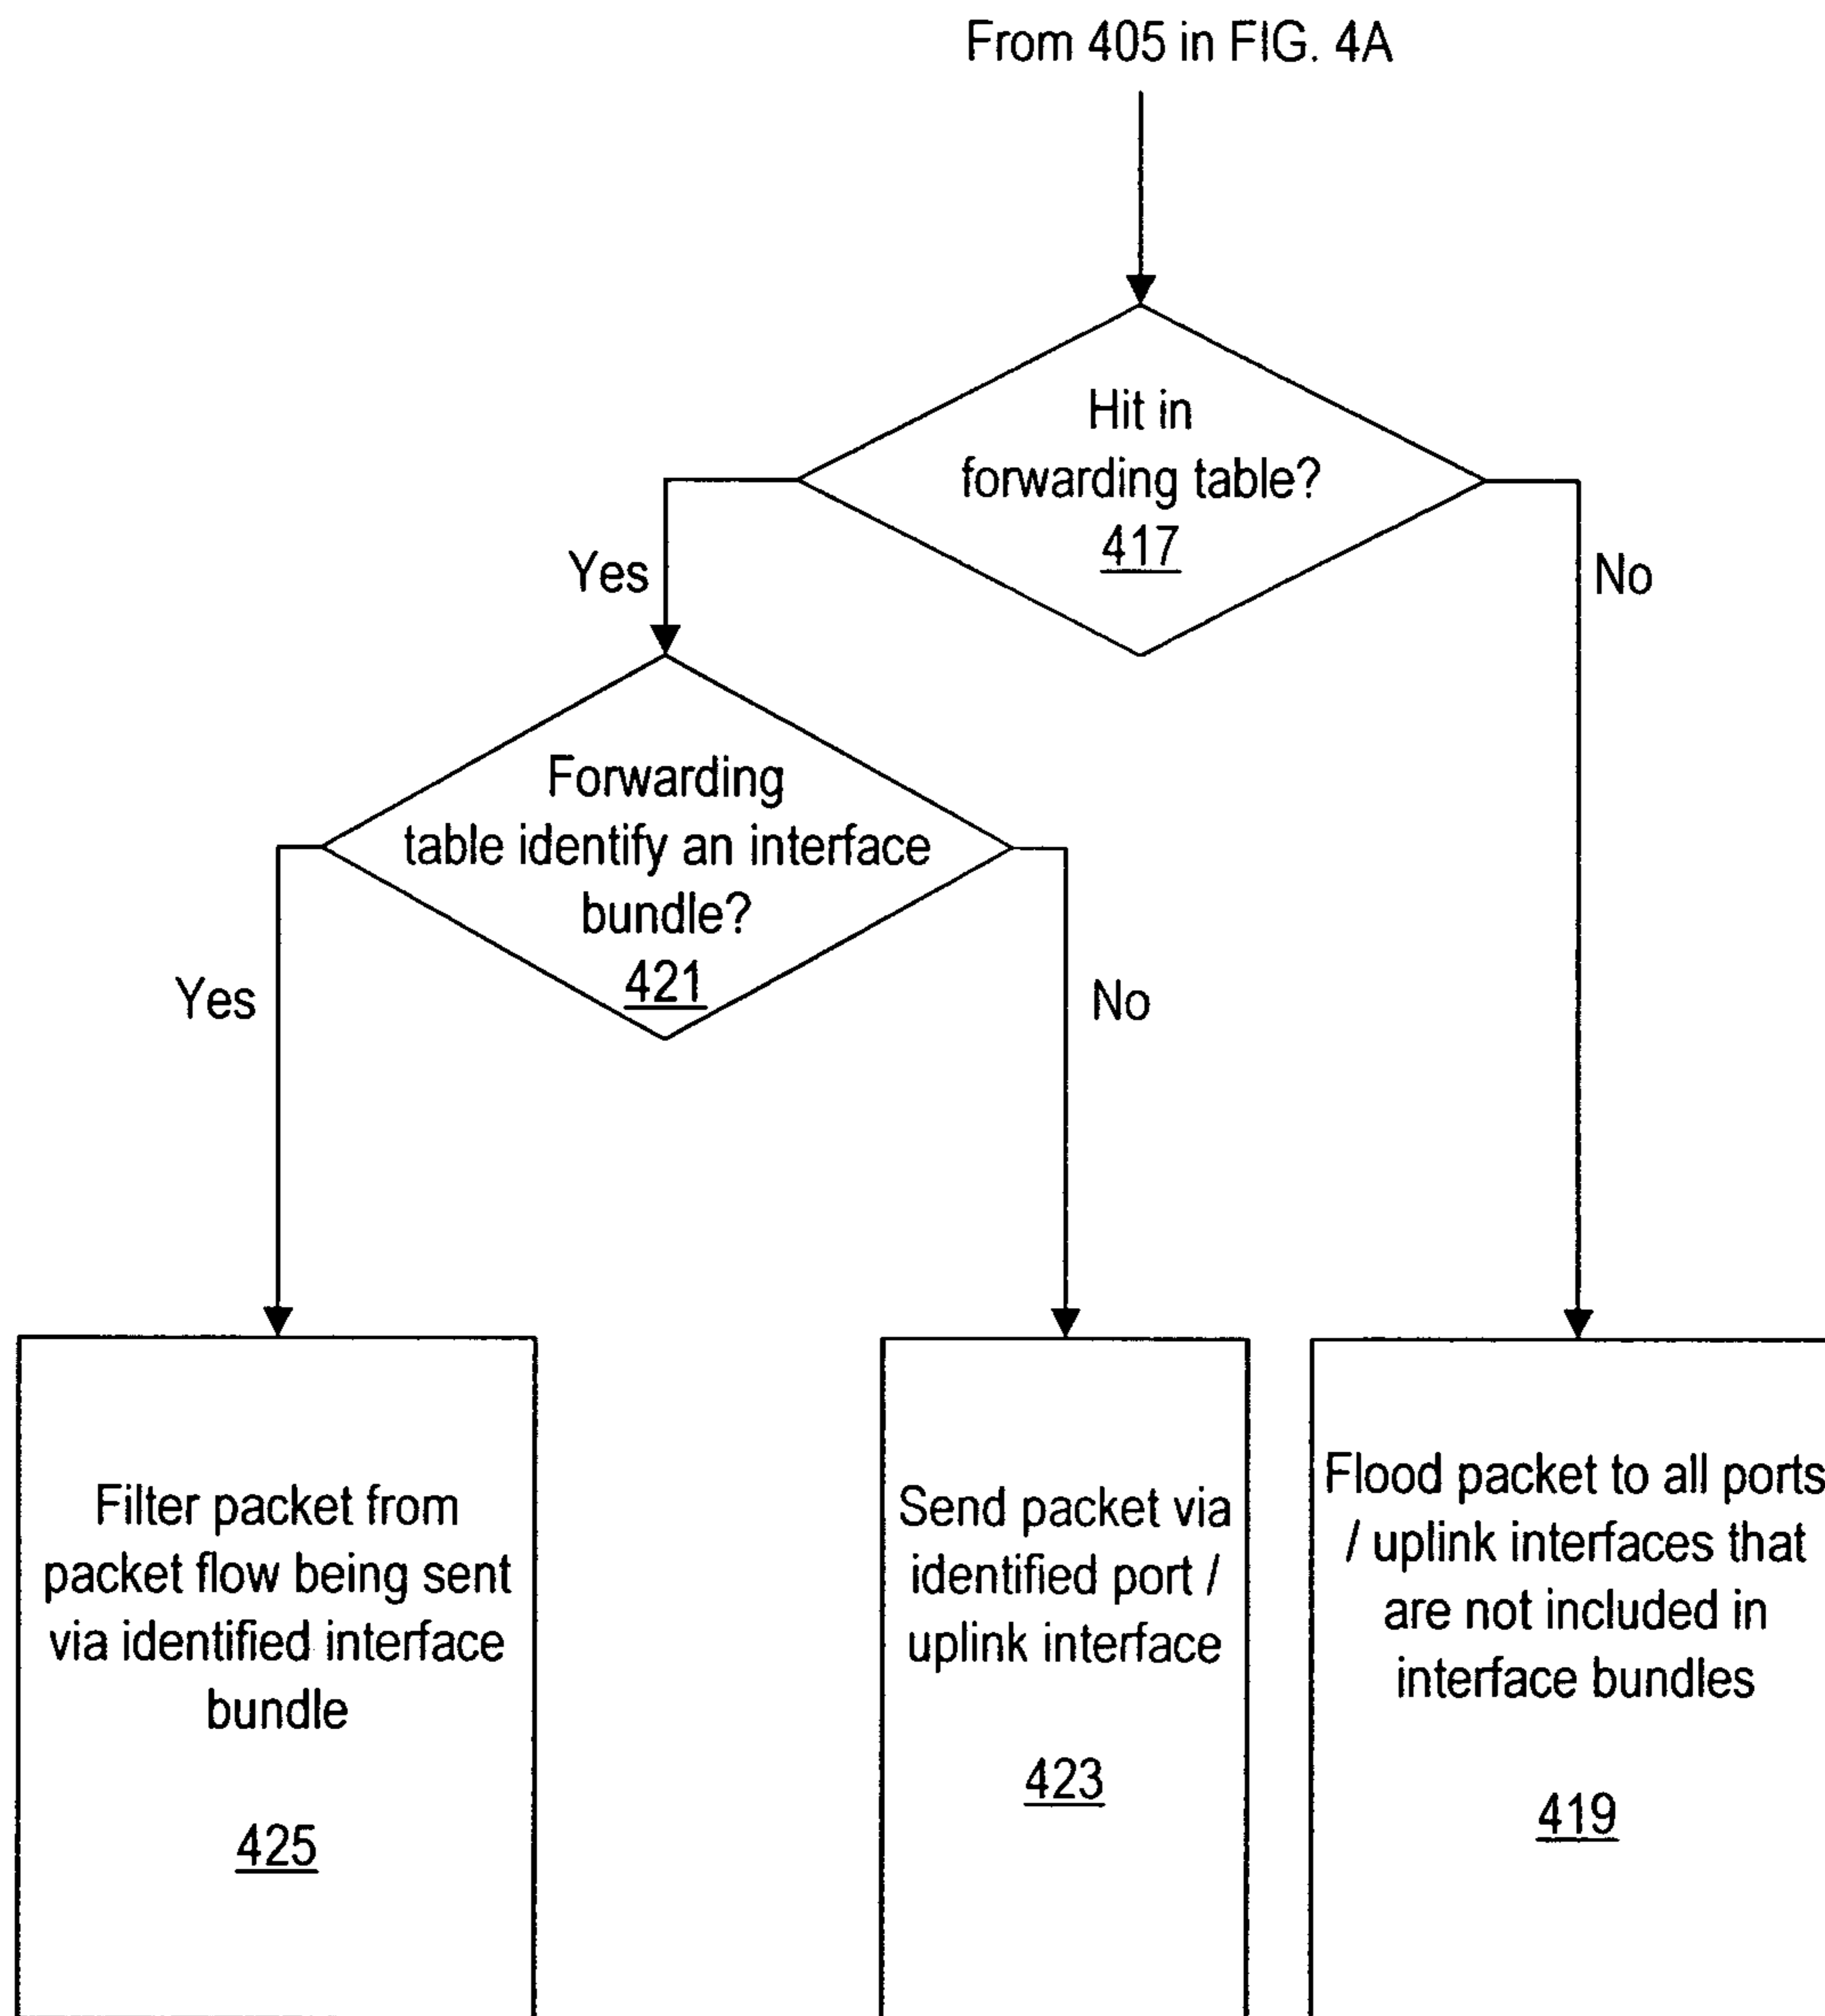 From 405 in FIG. 4A
Hit in
forwarding table?
417
Yes
No
Forwarding
table identify an interface
bundle?
421
Yes
No
Filter packet from
packet flow being sent
via identified interface
bundle
425
Send packet via
identified port /
uplink interface
423
Flood packet to all ports
/ uplink interfaces that
are not included in
interface bundles
419